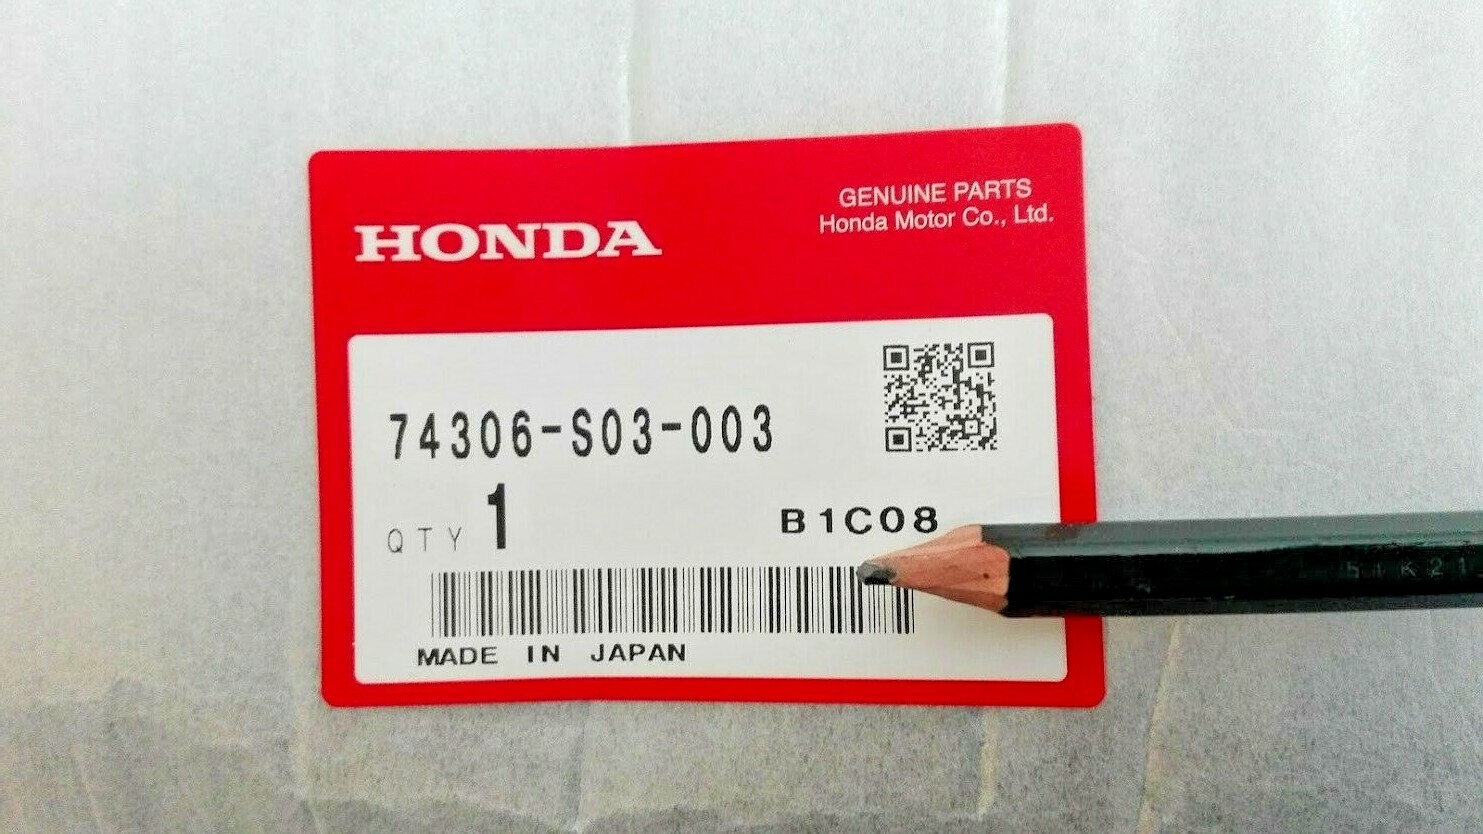 GENUINE PARTS
Honda Motor Co., Ltd.
HONDA
74306-S03-003
QTY 1
B1C08
MADE IN JAPAN